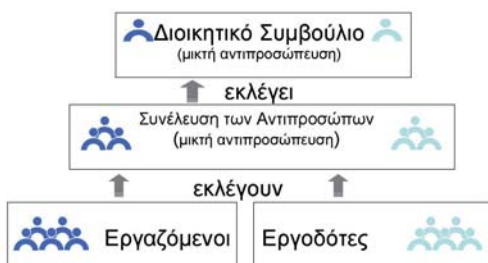 Διοικητικό Συμβούλιο
(μικτή αντιπροσώπευση)
εκλέγει
Συνέλευση των Αντιπροσώπων
(μικτή αντιπροσώπευση)
εκλέγουν
Εργαζόμενοι
Εργοδότες